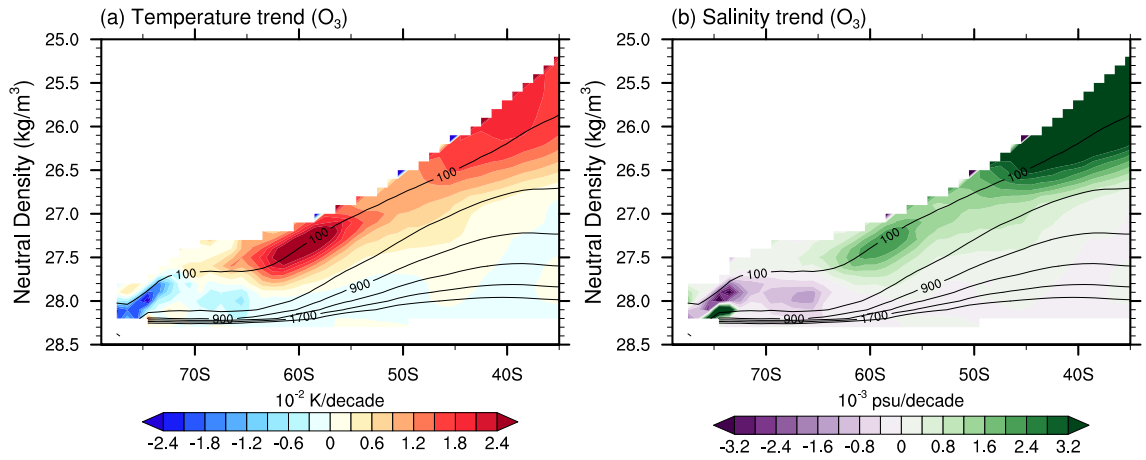 (a) Temperature trend (O3)
25.0
25.5
26.0
26.5
27.0
27.5
28.0
28.5
Neutral Density (kg/m3)
100
100
100
900
900
1700
70S 60S 50S 40S
10-2 K/decade
-2.4 -1.8 -1.2 -0.6 0 0.6 1.2 1.8 2.4
(b) Salinity trend (O3)
25.0
25.5
26.0
26.5
27.0
27.5
28.0
28.5
Neutral Density (kg/m3)
100
100
100
900
900
1700
70S 60S 50S 40S
10-3 psu/decade
-3.2 -2.4 -1.6 -0.8 0 0.8 1.6 2.4 3.2